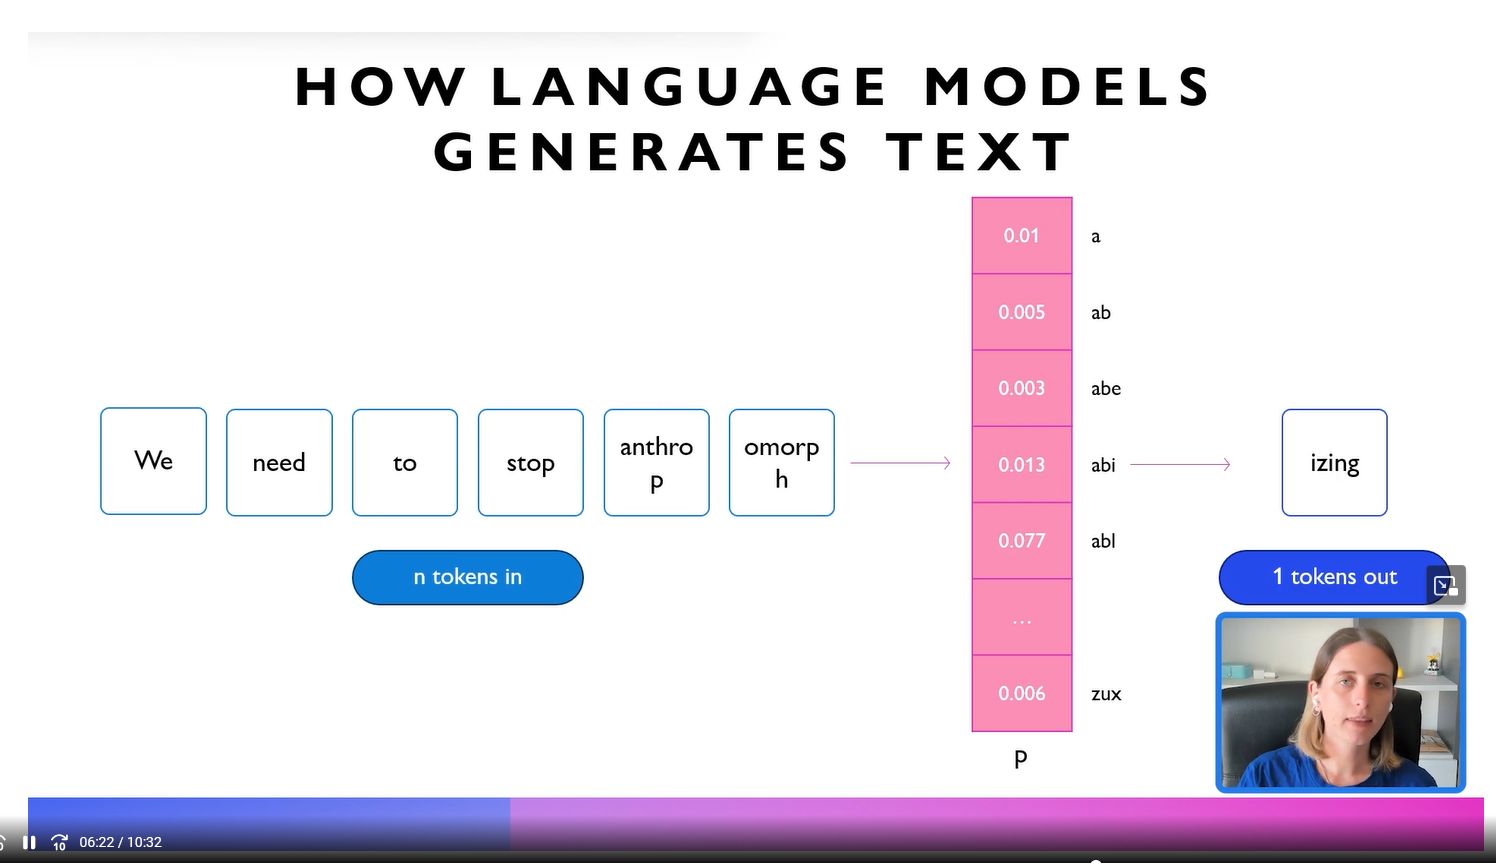 HOW LANGUAGE MODELS
GENERATES TEXT
We
need
to
stop
anthro
p
omorp
h
n tokens in
0.01
a
0.005
ab
0.003
abe
0.013
abi
0.077
abl
...
0.006
zux
p
izing
1 tokens out
10
06:22 / 10:32